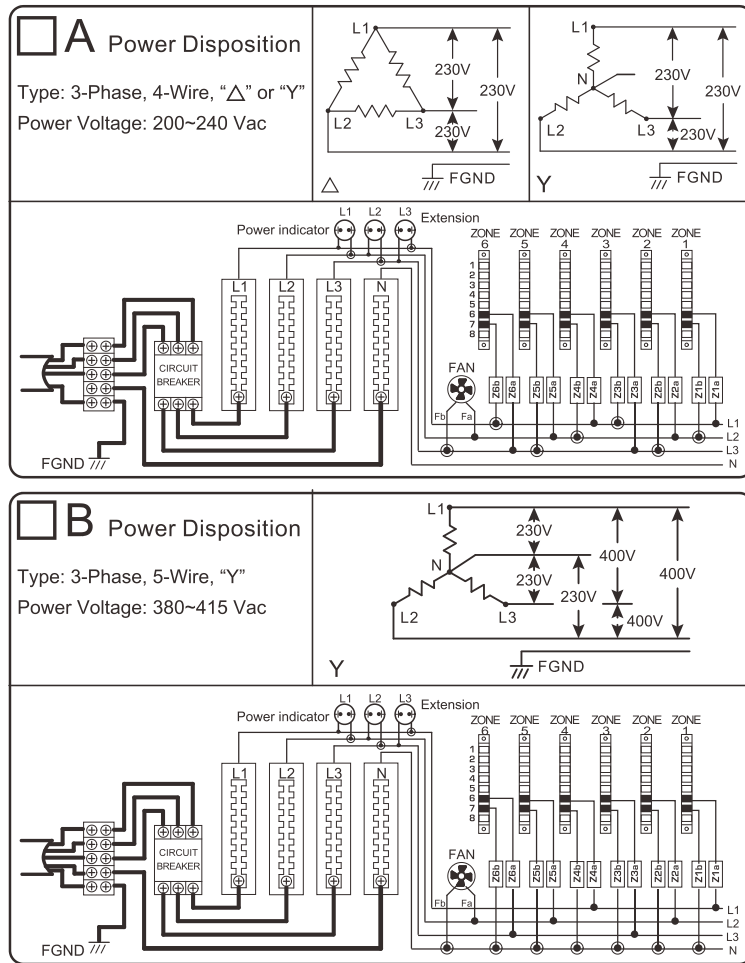 A Power Disposition
Type: 3-Phase, 4-Wire, “△” or “Y”
Power Voltage: 200~240 Vac
L1
230V
230V
L2
L3
230V
FGND
△
L1
N
230V
230V
L2
L3
230V
FGND
Y
L1 L2 L3
Power indicator
Extension
L1 L2 L3 N
CIRCUIT
BREAKER
FGND
ZONE ZONE ZONE ZONE ZONE ZONE
6 5 4 3 2 1
1
2
3
4
5
6
7
8
FAN
Fb Fa
Z6b Z6a Z5b Z5a Z4b Z4a Z3b Z3a Z2b Z2a Z1b Z1a
L1
L2
L3
N
B Power Disposition
Type: 3-Phase, 5-Wire, “Y”
Power Voltage: 380~415 Vac
L1
230V
400V
N
400V
230V
230V
L2
L3
400V
FGND
Y
L1 L2 L3
Power indicator
Extension
L1 L2 L3 N
CIRCUIT
BREAKER
FGND
ZONE ZONE ZONE ZONE ZONE ZONE
6 5 4 3 2 1
1
2
3
4
5
6
7
8
FAN
Fb Fa
Z6b Z6a Z5b Z5a Z4b Z4a Z3b Z3a Z2b Z2a Z1b Z1a
L1
L2
L3
N